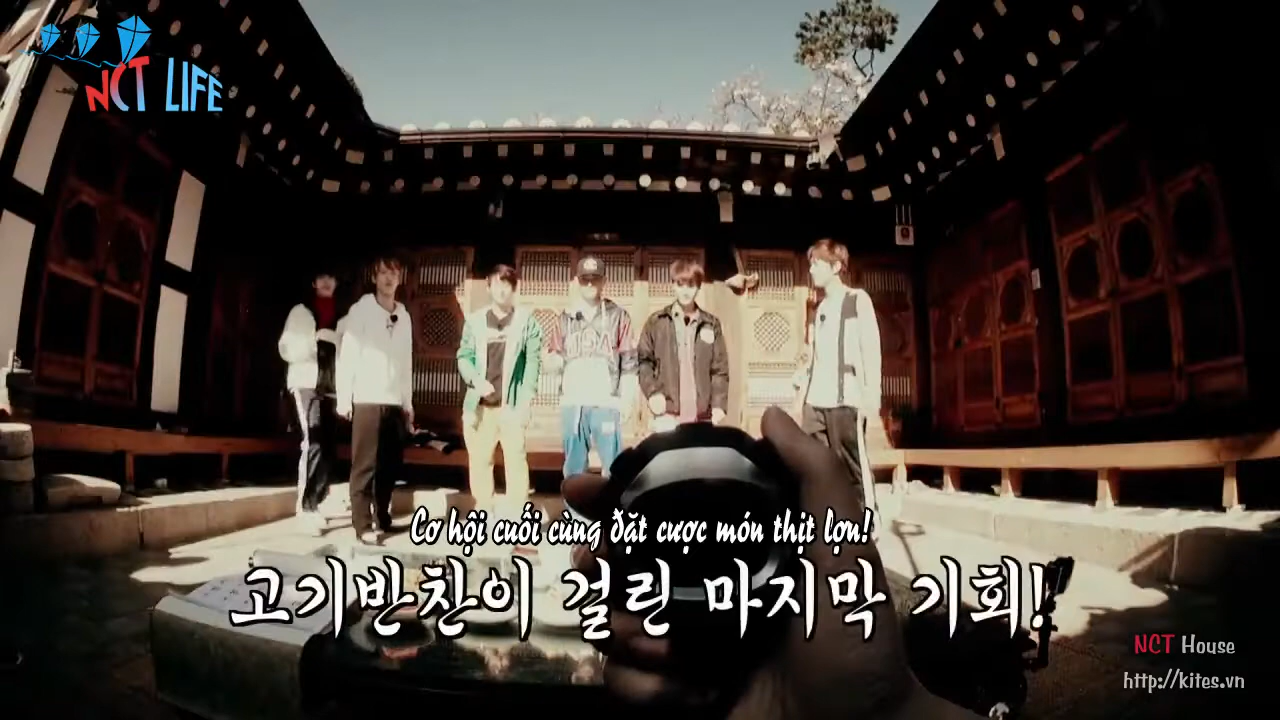 NCT LIFE
USA
Cơ hội cuối cùng đặt cược món thịt lợn!
고기반찬이 걸린 마지막 기회!
NCT House
http://kites.vn